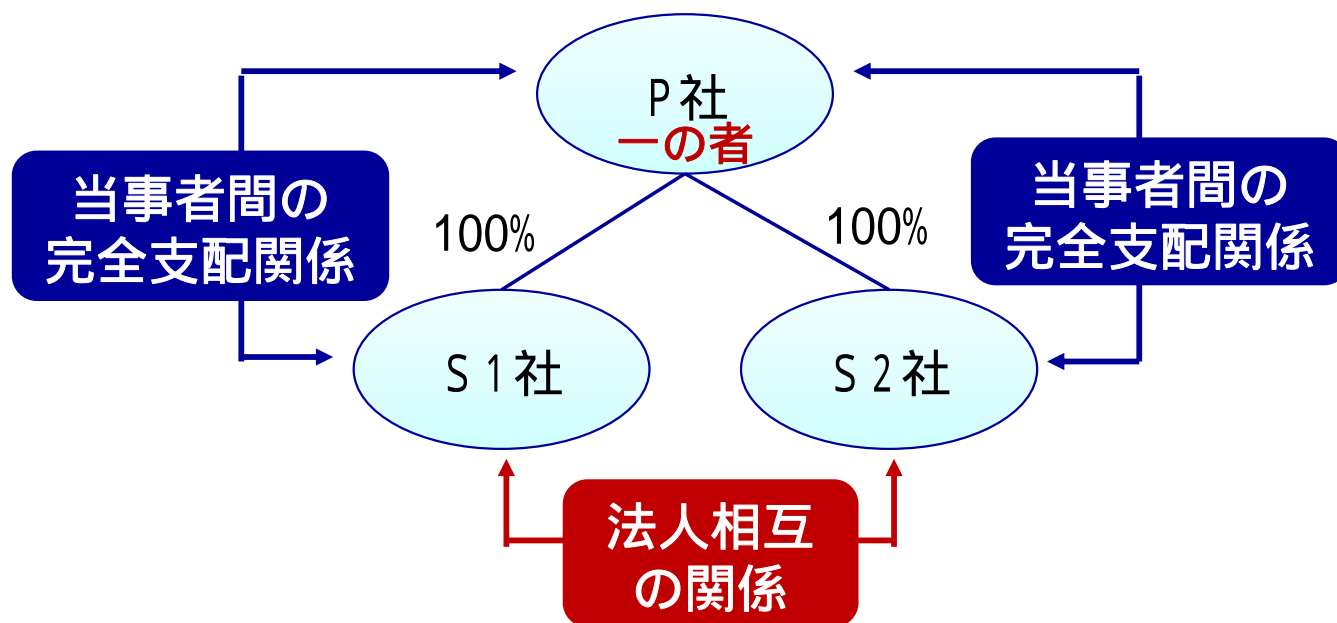 P社
一の者
当事者間の
完全支配関係
当事者間の
完全支配関係
100%
100%
S1社
S2社
法人相互
の関係